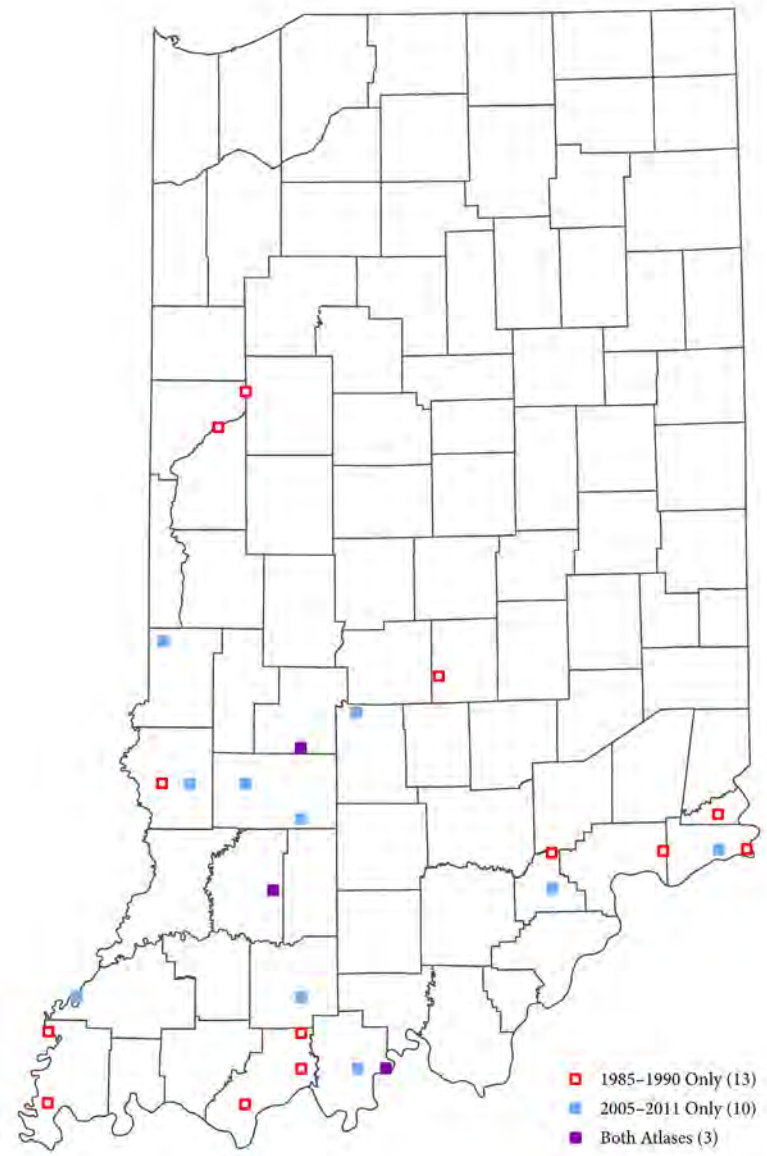 1985–1990 Only (13)
2005–2011 Only (10)
Both Atlases (3)